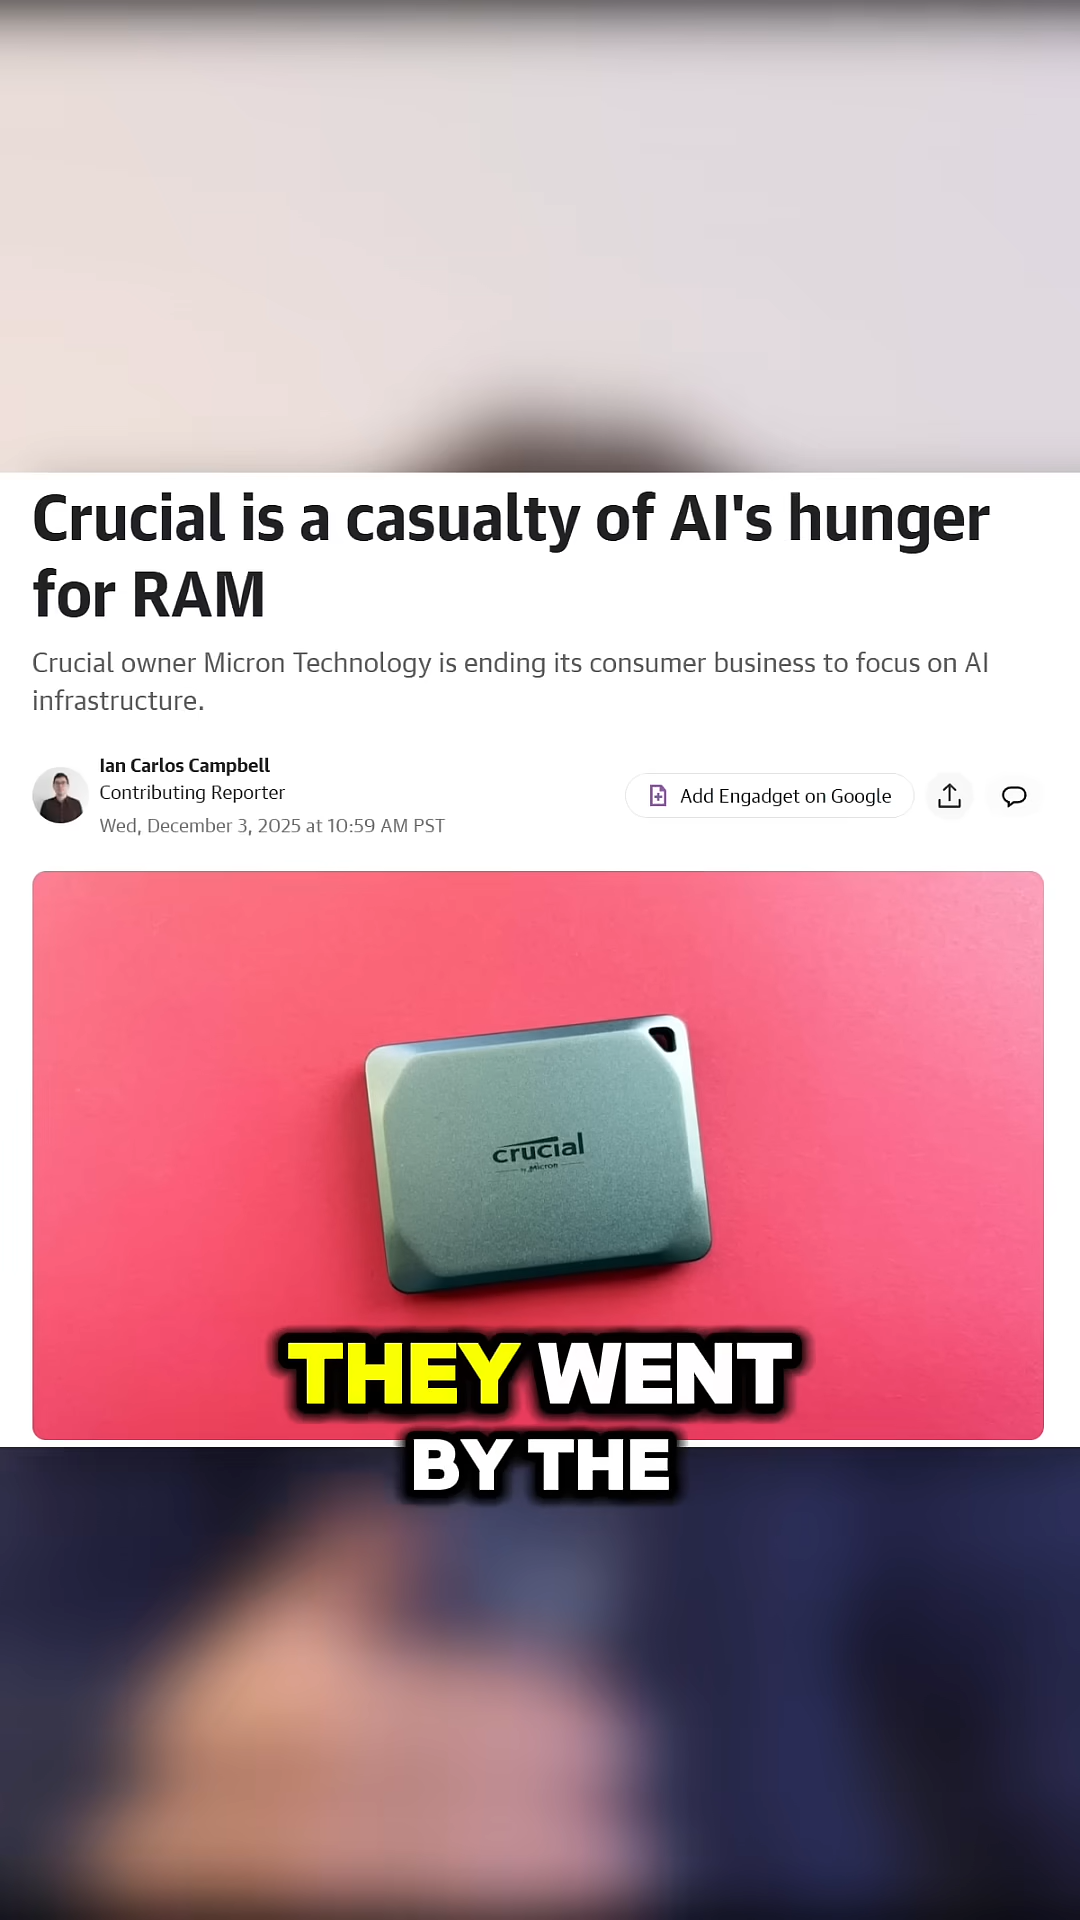 Crucial is a casualty of AI's hunger
for RAM
Crucial owner Micron Technology is ending its consumer business to focus on AI
infrastructure.
Ian Carlos Campbell
Contributing Reporter
Wed, December 3, 2025 at 10:59 AM PST
Add Engadget on Google
crucial
by Micron
THEY WENT
BY THE